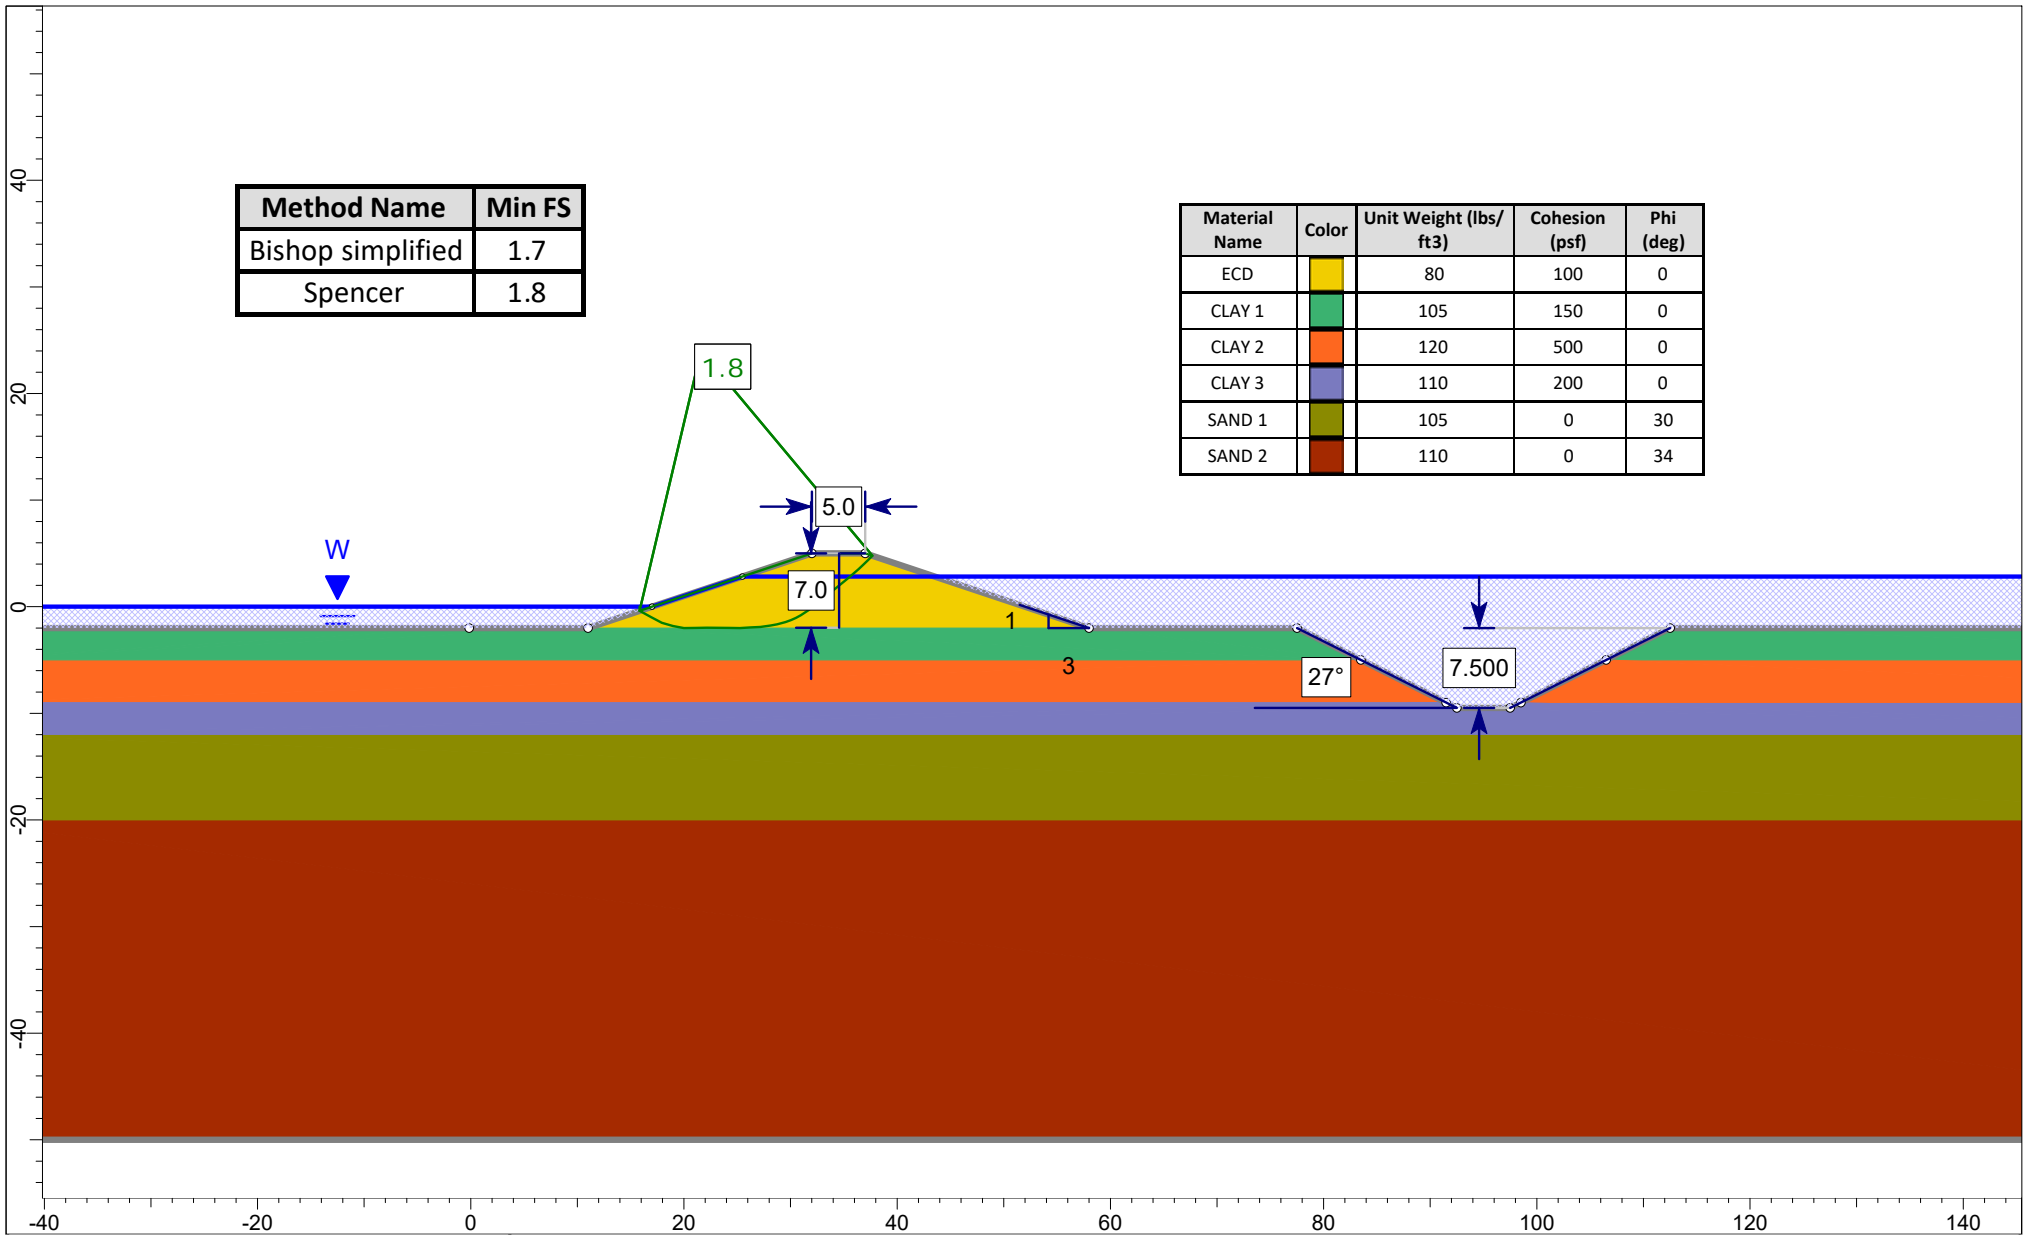 40
20
0
-20
-40
Method Name Min FS
Bishop simplified 1.7
Spencer 1.8
Material Name Color Unit Weight (lbs/ft3) Cohesion (psf) Phi (deg)
ECD 80 100 0
CLAY 1 105 150 0
CLAY 2 120 500 0
CLAY 3 110 200 0
SAND 1 105 0 30
SAND 2 110 0 34
1.8
5.0
W
7.0
1
3
27°
7.500
-40 -20 0 20 40 60 80 100 120 140